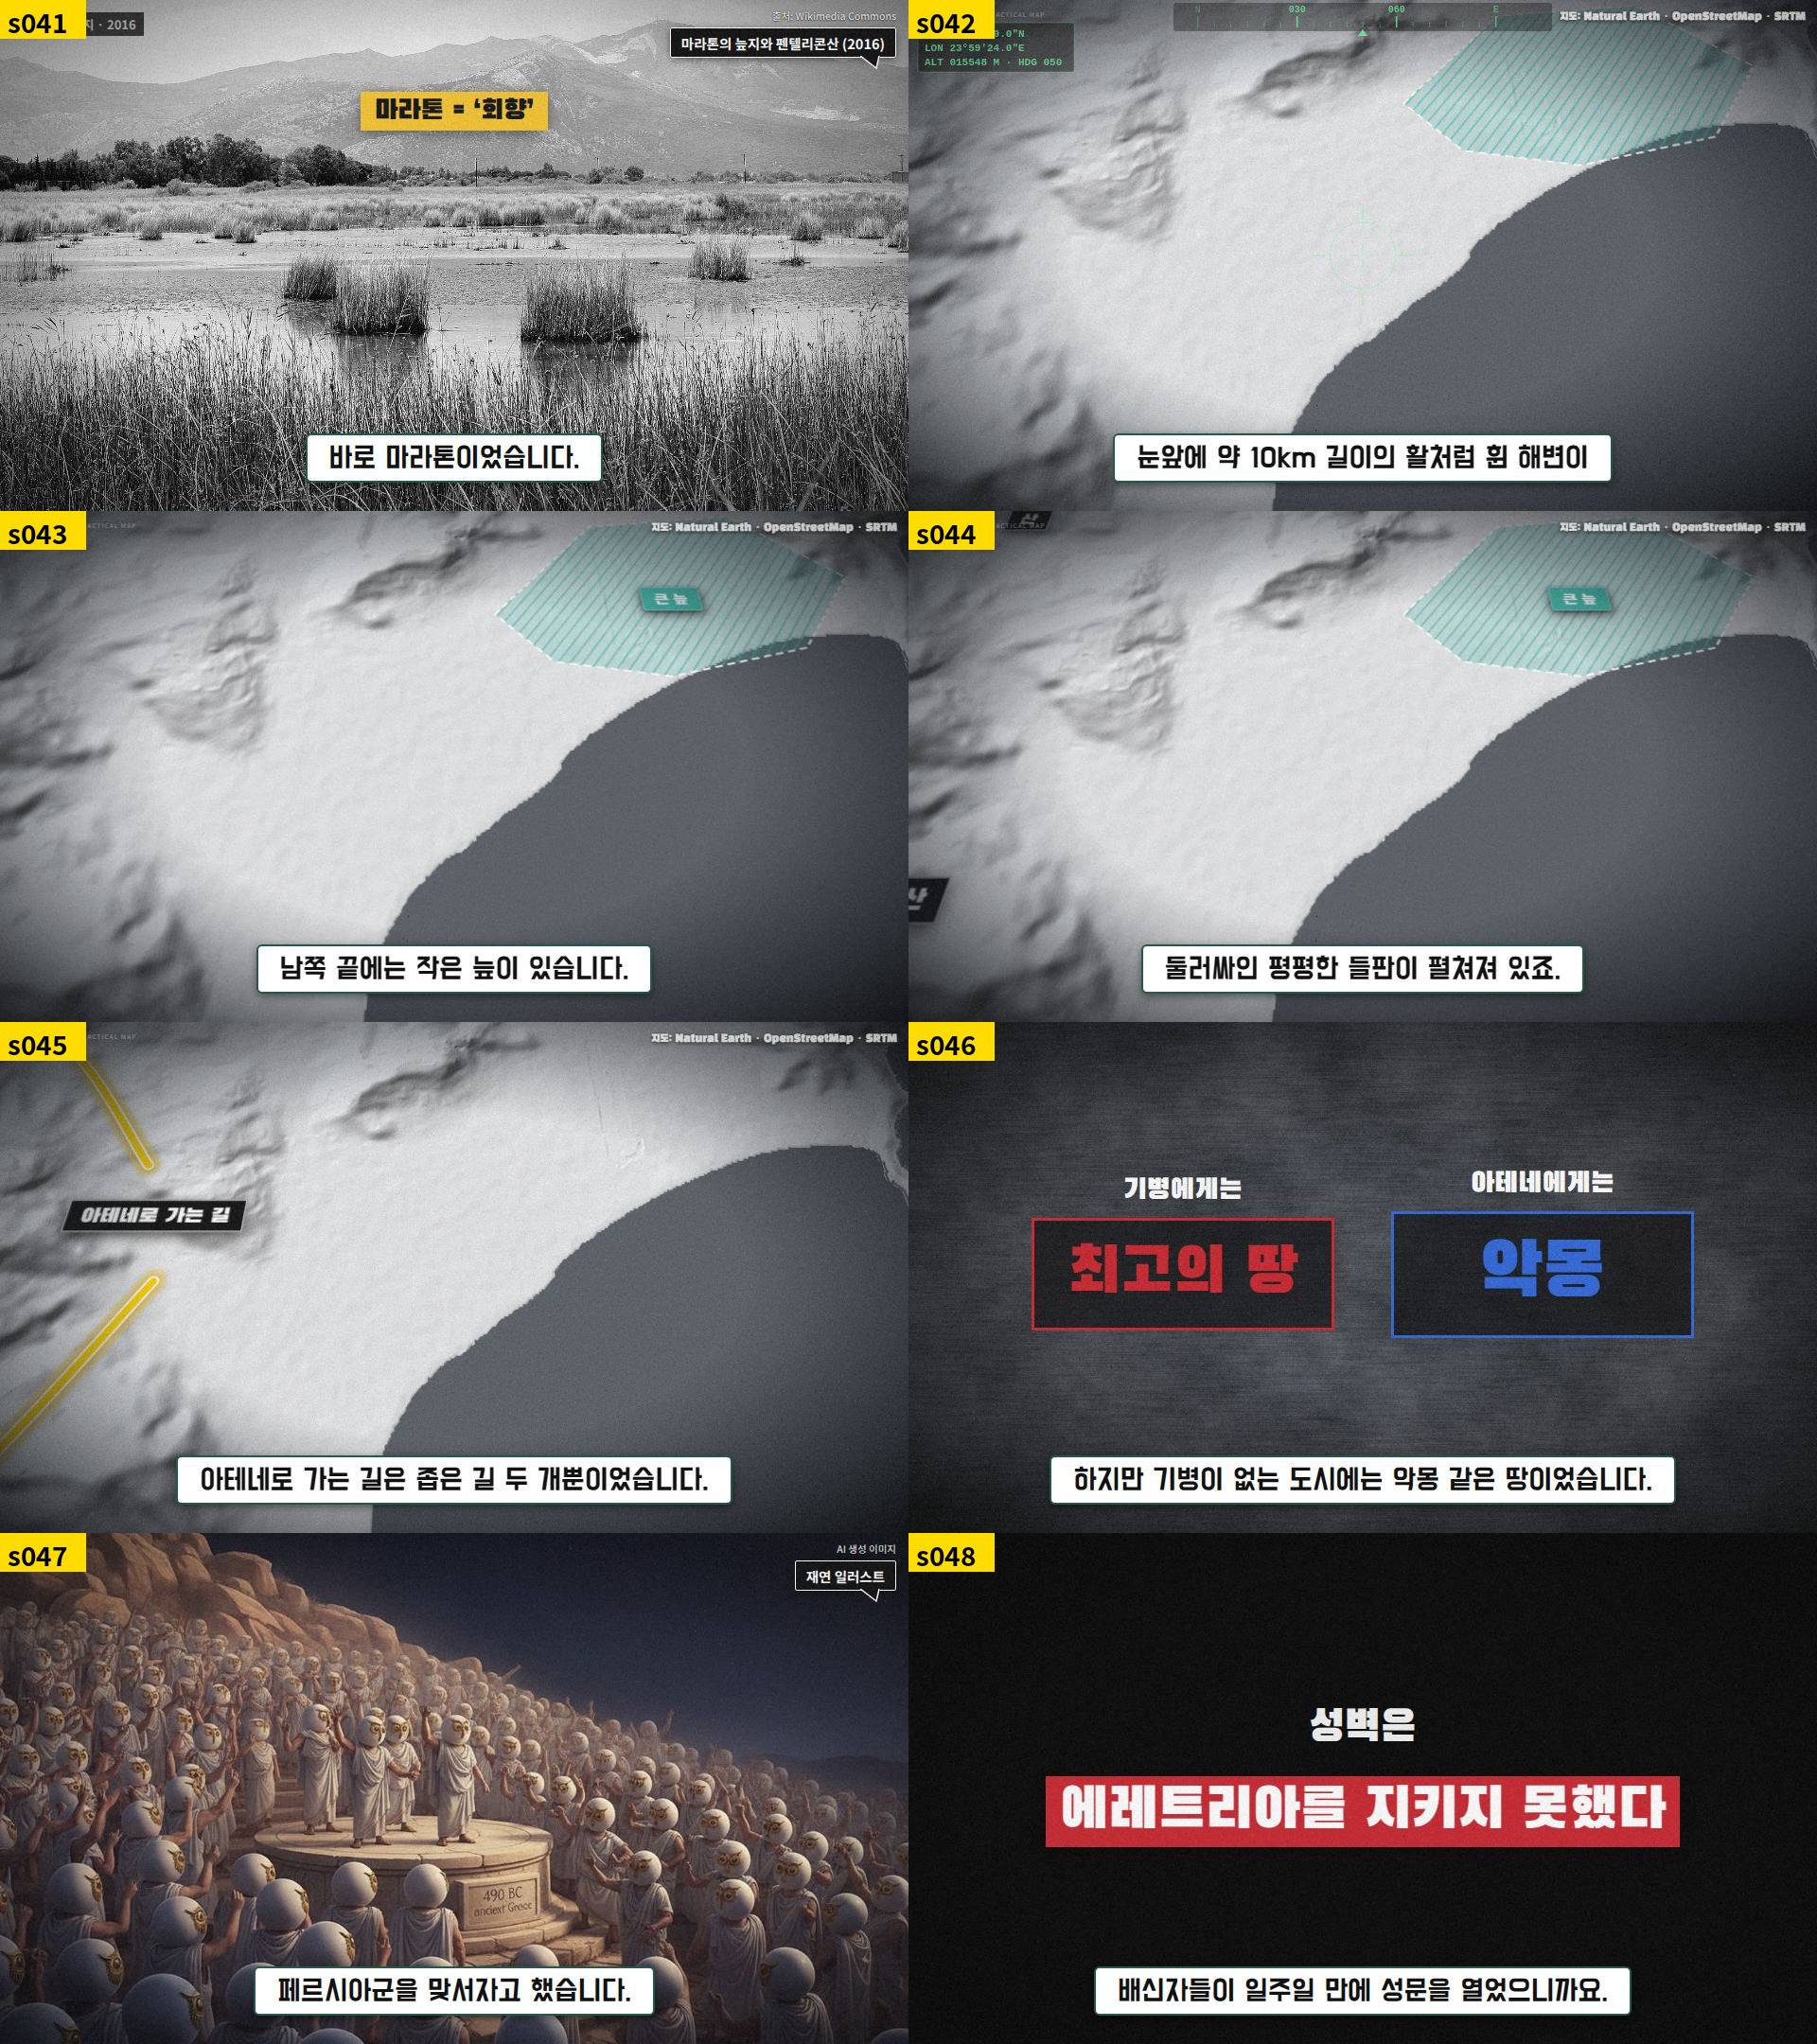 s041
지 · 2016
출처: Wikimedia Commons
마라톤의 늪지와 펜텔리콘산 (2016)
마라톤 = ‘회향’
바로 마라톤이었습니다.
s042
TACTICAL MAP
N 030 060 E
지도: Natural Earth · OpenStreetMap · SRTM
LON 23°59'24.0"E
ALT 015548 M · HDG 050
눈앞에 약 10km 길이의 활처럼 휜 해변이
s043
지도: Natural Earth · OpenStreetMap · SRTM
큰 늪
남쪽 끝에는 작은 늪이 있습니다.
s044
산
지도: Natural Earth · OpenStreetMap · SRTM
큰 늪
산
둘러싸인 평평한 들판이 펼쳐져 있죠.
s045
지도: Natural Earth · OpenStreetMap · SRTM
아테네로 가는 길
아테네로 가는 길은 좁은 길 두 개뿐이었습니다.
s046
기병에게는
최고의 땅
아테네에게는
악몽
하지만 기병이 없는 도시에는 악몽 같은 땅이었습니다.
s047
AI 생성 이미지
재연 일러스트
490 BC
ancient Greece
페르시아군을 맞서자고 했습니다.
s048
성벽은
에레트리아를 지키지 못했다
배신자들이 일주일 만에 성문을 열었으니까요.